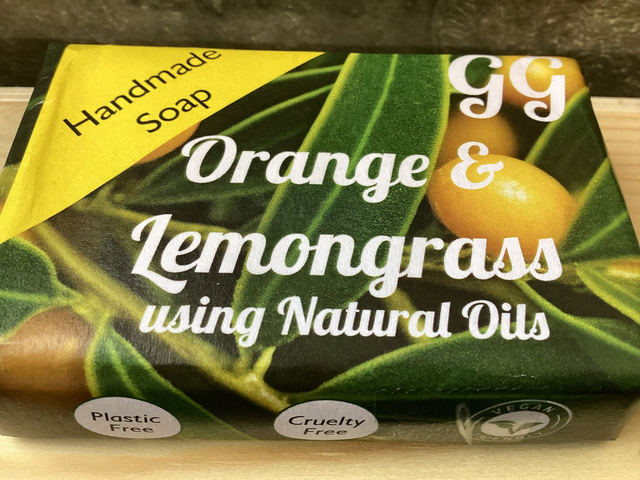 Handmade
Soap
GG
Orange &
Lemongrass
using Natural Oils
Plastic
Free
Cruelty
Free
VEGAN